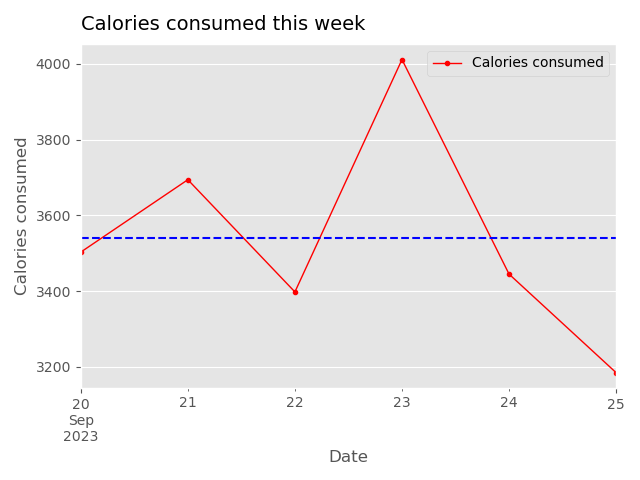 Calories consumed this week
Calories consumed
4000
3800
3600
3400
3200
Calories consumed
20
Sep
2023
21
22
23
24
25
Date